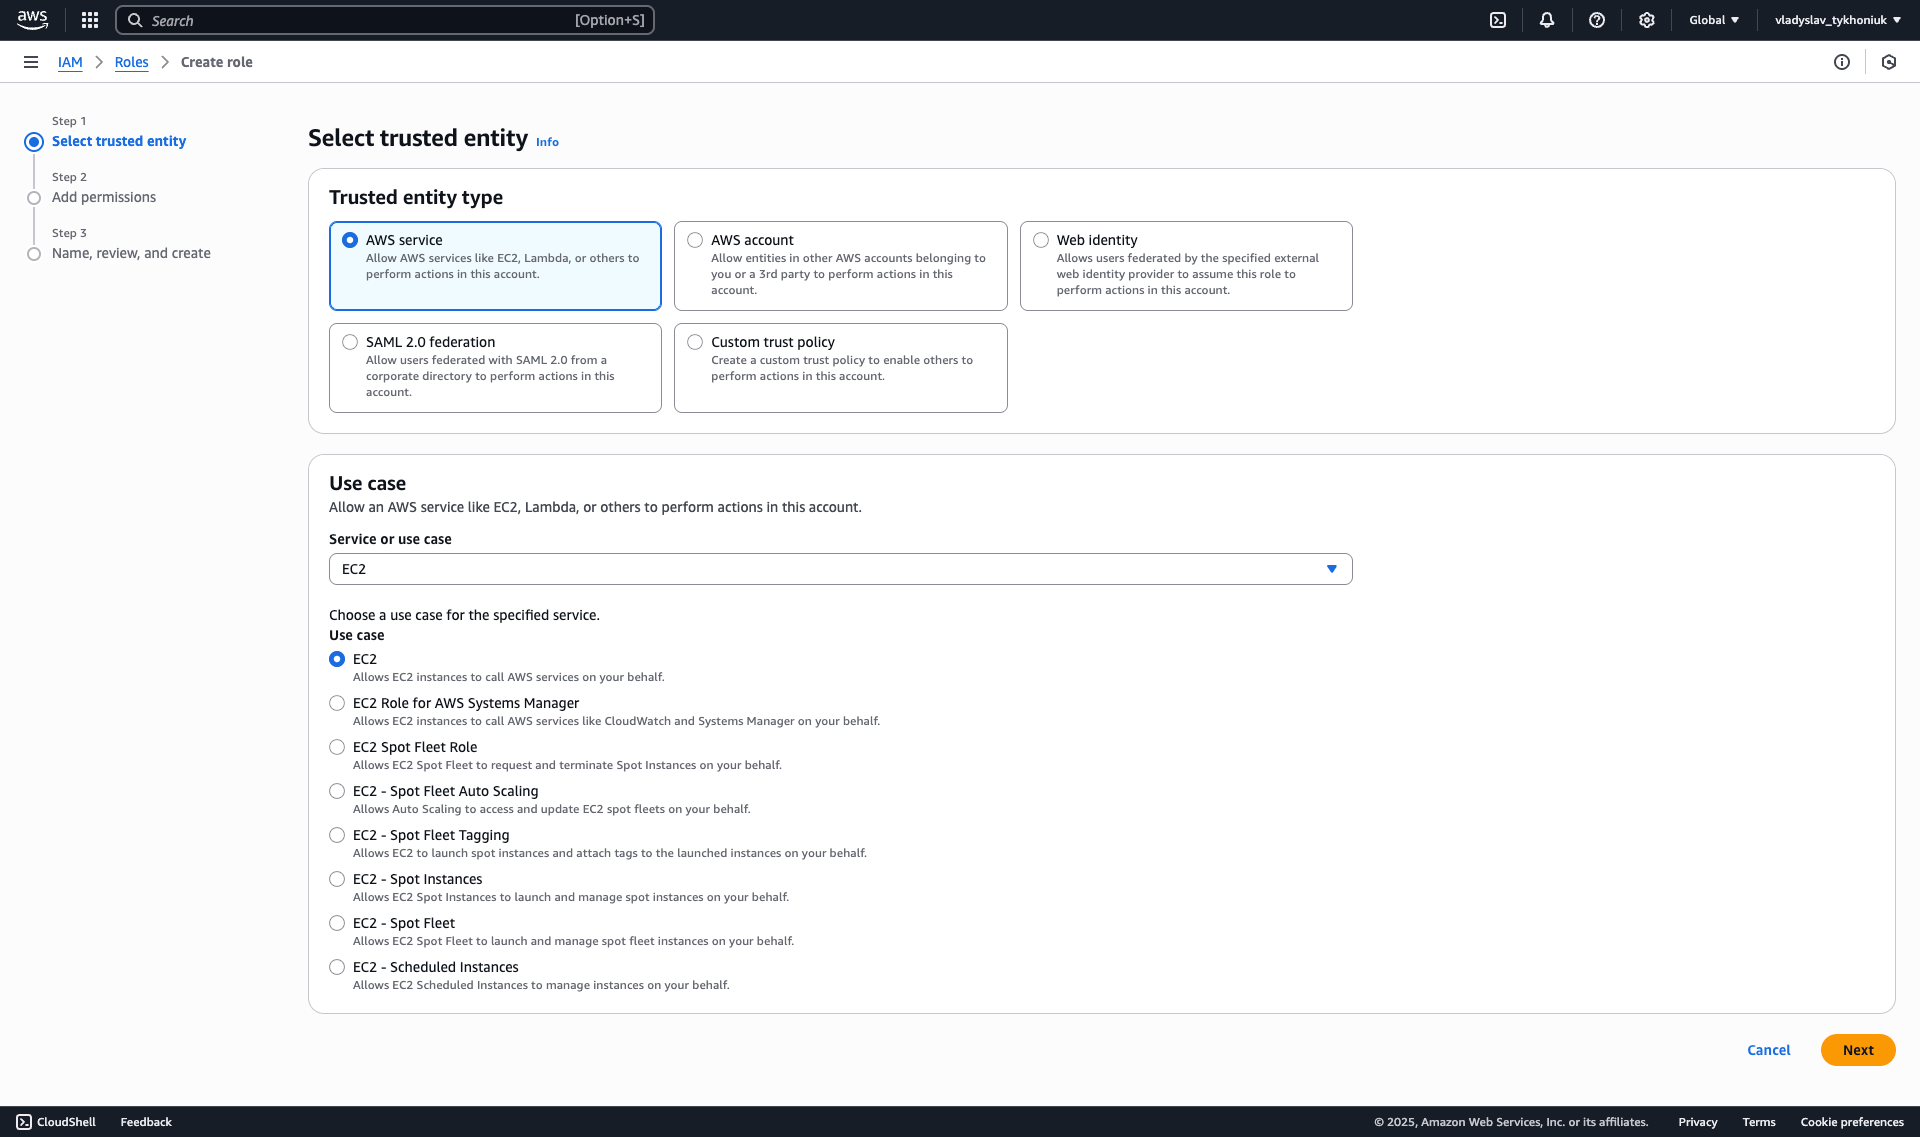 aws
Search [Option+S]
Global
vladyslav_tykhoniuk
IAM > Roles > Create role
Step 1
Select trusted entity
Step 2
Add permissions
Step 3
Name, review, and create
Select trusted entity Info
Trusted entity type
AWS service
Allow AWS services like EC2, Lambda, or others to
perform actions in this account.
AWS account
Allow entities in other AWS accounts belonging to
you or a 3rd party to perform actions in this
account.
Web identity
Allows users federated by the specified external
web identity provider to assume this role to
perform actions in this account.
SAML 2.0 federation
Allow users federated with SAML 2.0 from a
corporate directory to perform actions in this
account.
Custom trust policy
Create a custom trust policy to enable others to
perform actions in this account.
Use case
Allow an AWS service like EC2, Lambda, or others to perform actions in this account.
Service or use case
EC2
Choose a use case for the specified service.
Use case
EC2
Allows EC2 instances to call AWS services on your behalf.
EC2 Role for AWS Systems Manager
Allows EC2 instances to call AWS services like CloudWatch and Systems Manager on your behalf.
EC2 Spot Fleet Role
Allows EC2 Spot Fleet to request and terminate Spot Instances on your behalf.
EC2 - Spot Fleet Auto Scaling
Allows Auto Scaling to access and update EC2 spot fleets on your behalf.
EC2 - Spot Fleet Tagging
Allows EC2 to launch spot instances and attach tags to the launched instances on your behalf.
EC2 - Spot Instances
Allows EC2 Spot Instances to launch and manage spot instances on your behalf.
EC2 - Spot Fleet
Allows EC2 Spot Fleet to launch and manage spot fleet instances on your behalf.
EC2 - Scheduled Instances
Allows EC2 Scheduled Instances to manage instances on your behalf.
Cancel
Next
CloudShell
Feedback
© 2025, Amazon Web Services, Inc. or its affiliates.
Privacy
Terms
Cookie preferences